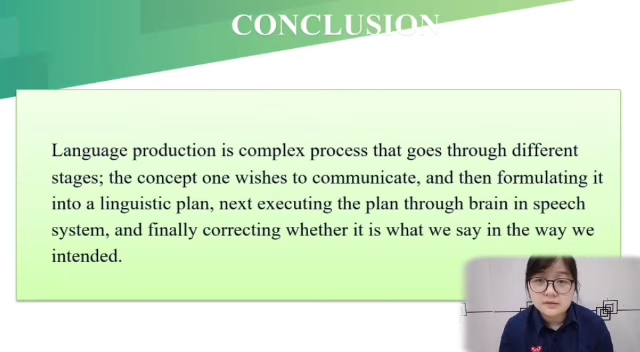 CONCLUSION
Language production is complex process that goes through different
stages; the concept one wishes to communicate, and then formulating it
into a linguistic plan, next executing the plan through brain in speech
system, and finally correcting whether it is what we say in the way we
intended.